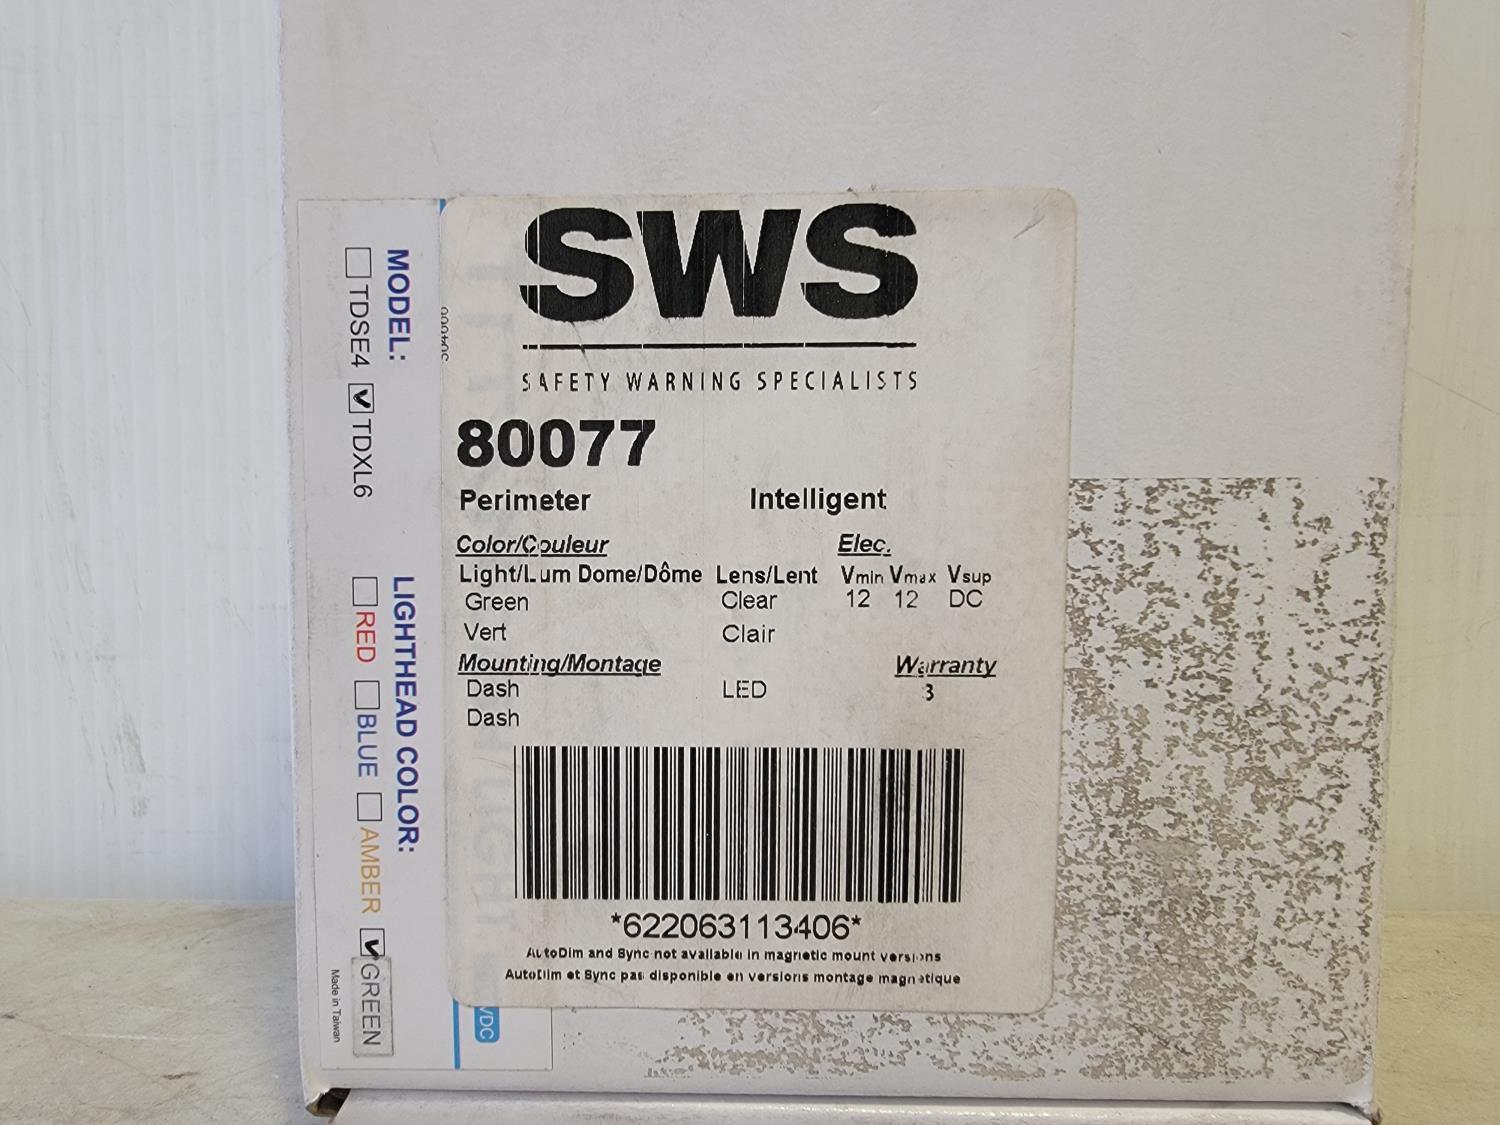 SWS
SAFETY WARNING SPECIALISTS
80077
Perimeter Intelligent
Color/Couleur Elec.
Light/Lum Dome/Dôme Lens/Lent Vmin Vmax Vsup
Green Clear 12 12 DC
Vert Clair
Mounting/Montage Warranty
Dash LED 3
Dash
*622063113406*
AutoDim and Sync not available in magnetic mount versions
AutoDim et Sync pas disponible en versions montage magnétique
MODEL:
TDSE4 TDXL6
LIGHTHEAD COLOR:
RED BLUE AMBER GREEN
Made in Taiwan
VDC